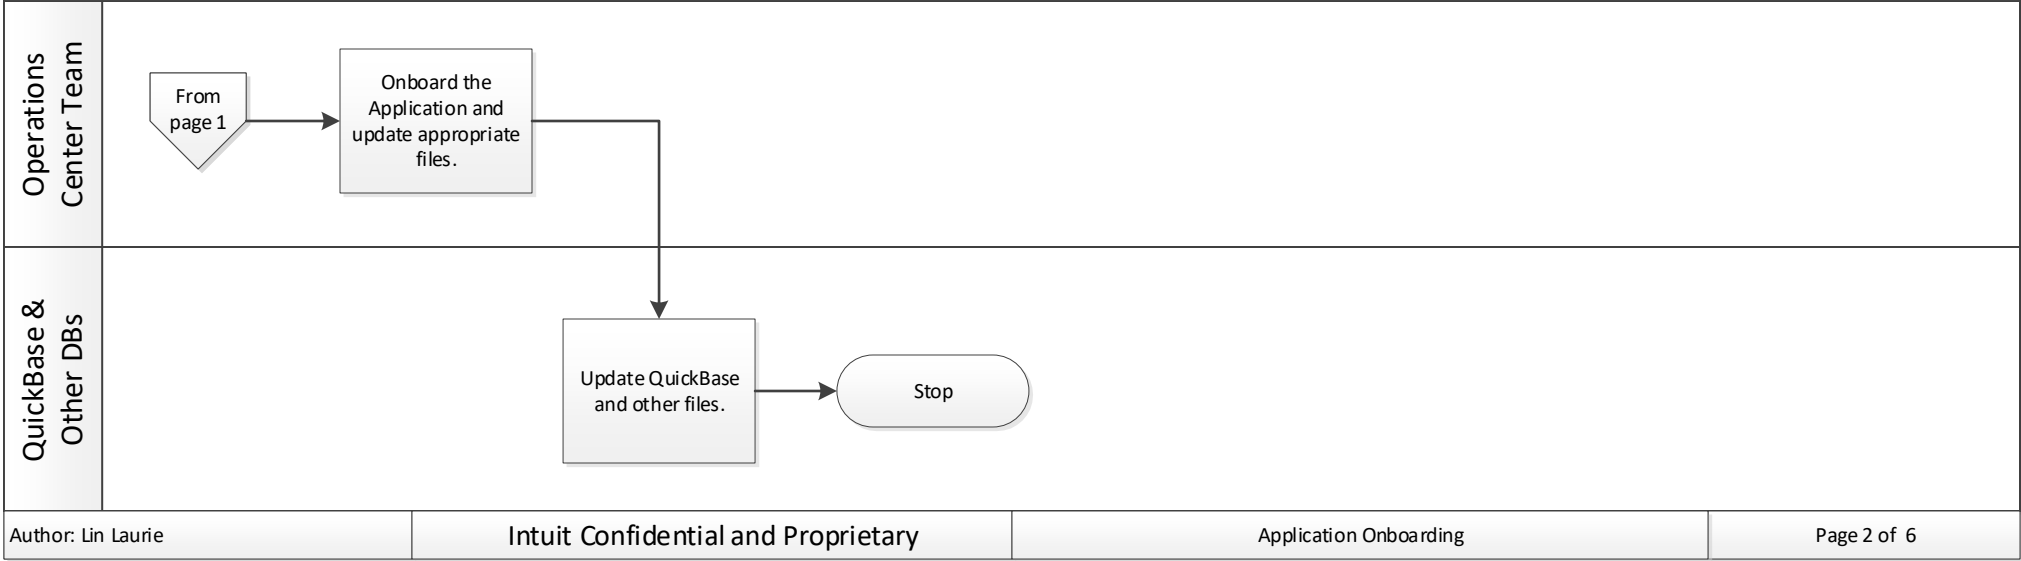 Operations
Center Team
From
page 1
Onboard the
Application and
update appropriate
files.
QuickBase &
Other DBs
Update QuickBase
and other files.
Stop
Author: Lin Laurie
Intuit Confidential and Proprietary
Application Onboarding
Page 2 of 6